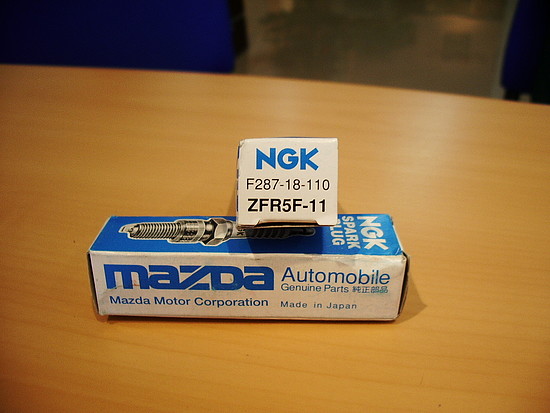 NGK
F287-18-110
ZFR5F-11
NGK
SPARK
PLUG
mazda
Automobile
Genuine Parts 純正部品
Mazda Motor Corporation
Made in Japan